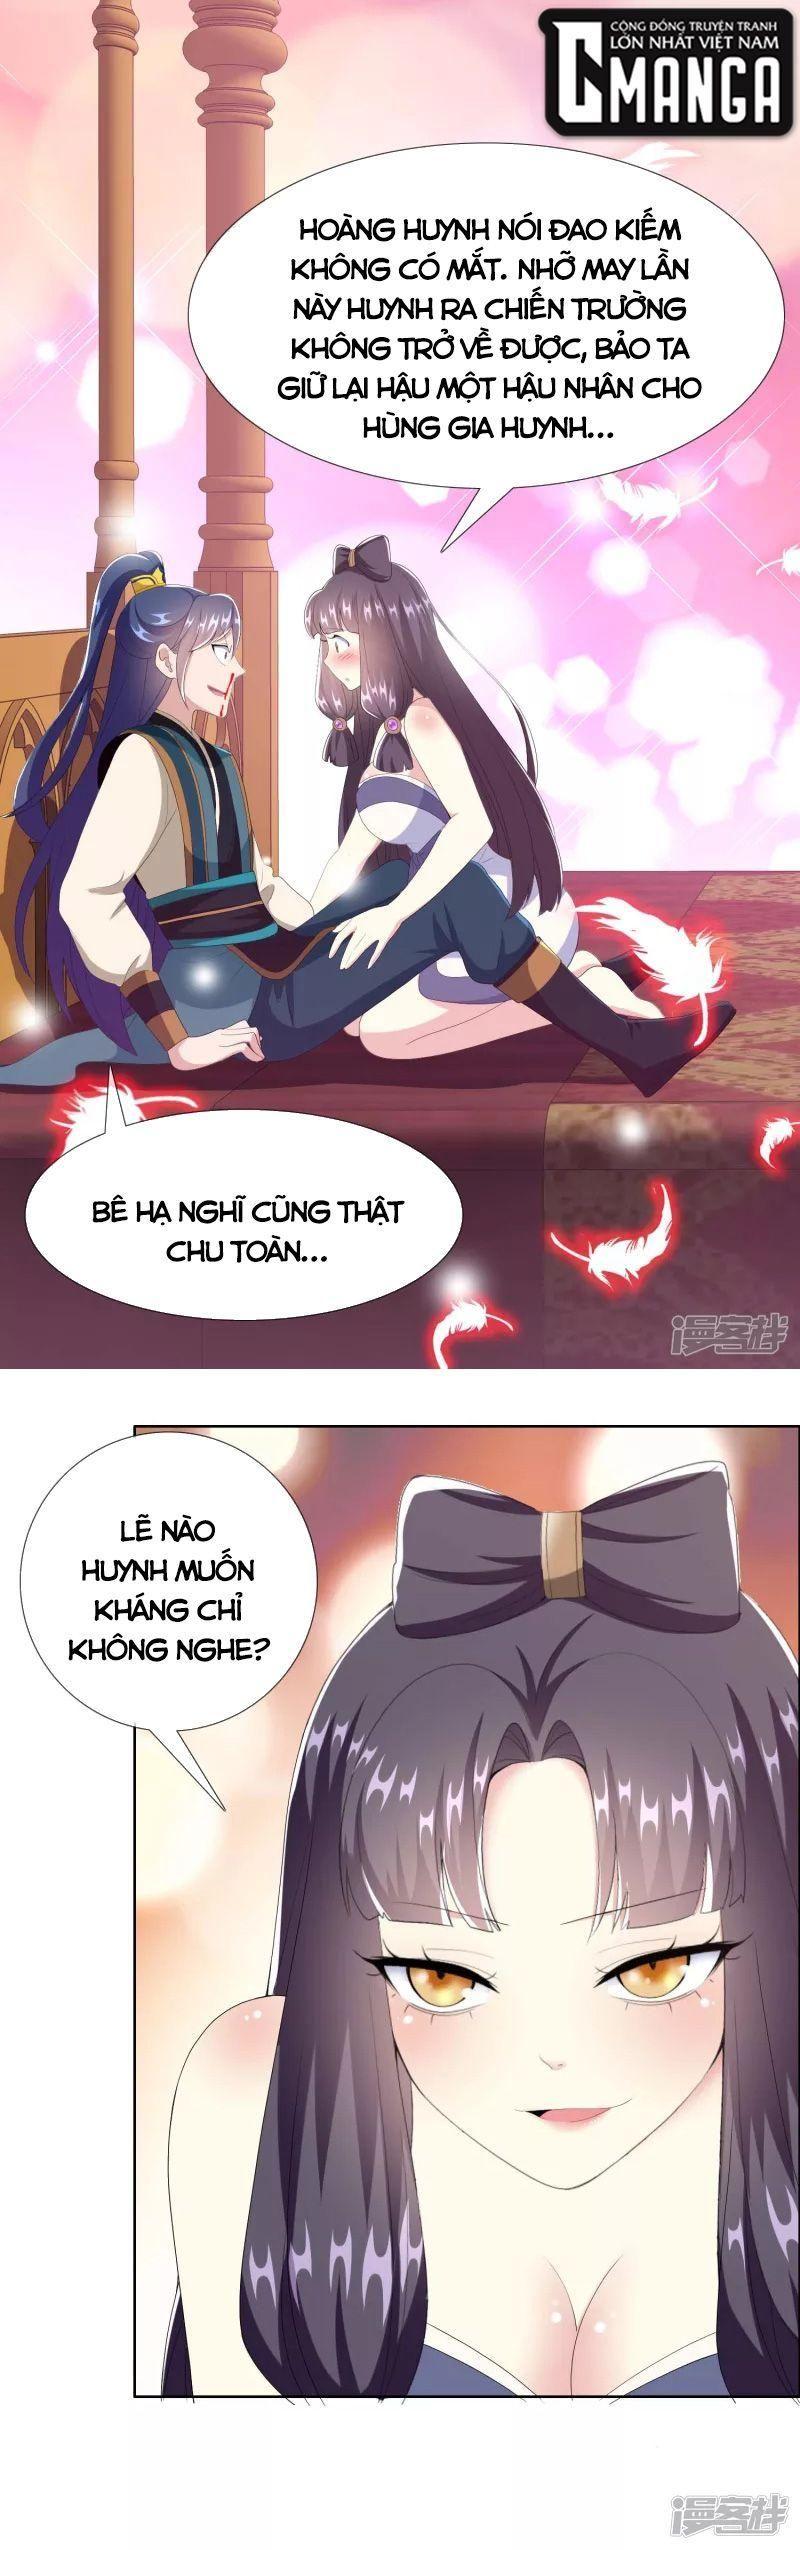 CỘNG ĐỒNG TRUYỆN TRANH
LỚN NHẤT VIỆT NAM
CMANGA
HOÀNG HUYNH NÓI ĐAO KIẾM
KHÔNG CÓ MẮT. NHỠ MAY LẦN
NÀY HUYNH RA CHIẾN TRƯỜNG
KHÔNG TRỞ VỀ ĐƯỢC, BẢO TA
GIỮ LẠI HẬU MỘT HẬU NHÂN CHO
HÙNG GIA HUYNH...
BÊ HẠ NGHĨ CŨNG THẬT
CHU TOÀN...
漫客栈
LẼ NÀO
HUYNH MUỐN
KHÁNG CHỈ
KHÔNG NGHE?
漫客栈